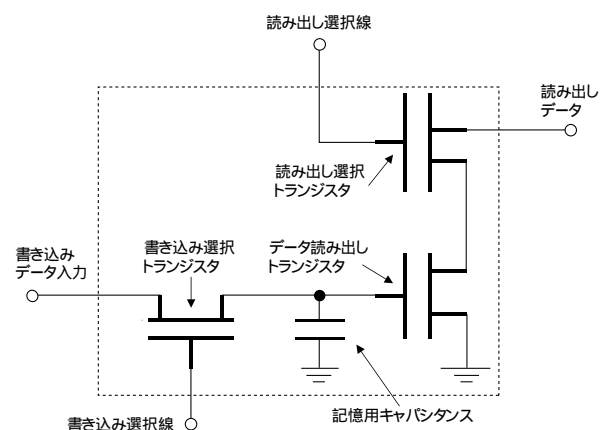 読み出し選択線
読み出し
データ
読み出し選択
トランジスタ
書き込み
データ入力
書き込み選択
トランジスタ
データ読み出し
トランジスタ
書き込み選択線
記憶用キャパシタンス